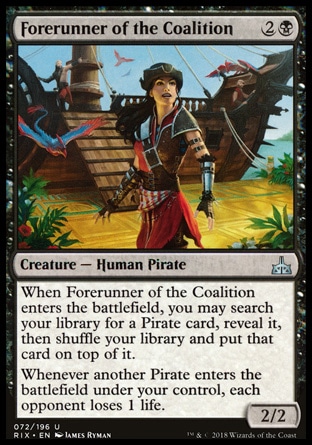 Forerunner of the Coalition 2
Creature — Human Pirate
When Forerunner of the Coalition
enters the battlefield, you may search
your library for a Pirate card, reveal it,
then shuffle your library and put that
card on top of it.
Whenever another Pirate enters the
battlefield under your control, each
opponent loses 1 life.
2/2
072/196 U
RIX • EN James Ryman
™ & © 2018 Wizards of the Coast